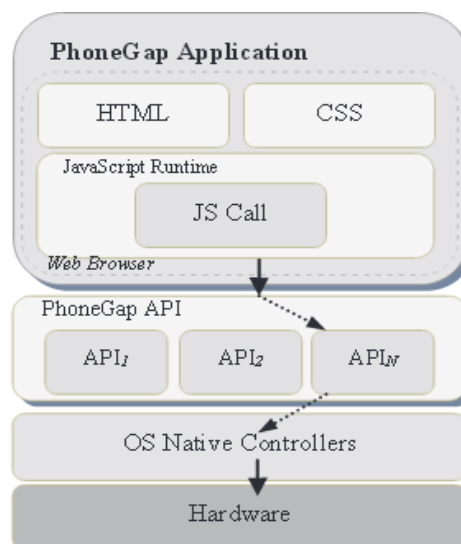 PhoneGap Application
HTML
CSS
JavaScript Runtime
JS Call
Web Browser
PhoneGap API
API1
API2
APIN
OS Native Controllers
Hardware